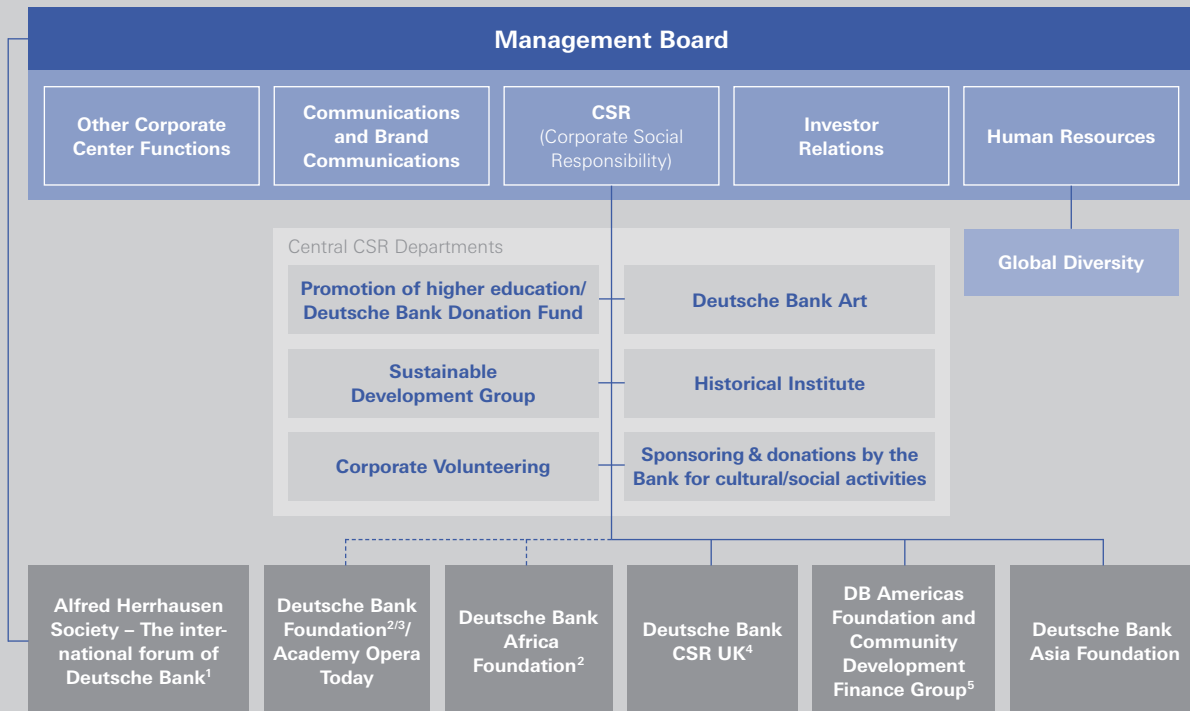 Management Board
Other Corporate
Center Functions
Communications
and Brand
Communications
CSR
(Corporate Social
Responsibility)
Investor
Relations
Human Resources
Global Diversity
Central CSR Departments
Promotion of higher education/
Deutsche Bank Donation Fund
Deutsche Bank Art
Sustainable
Development Group
Historical Institute
Corporate Volunteering
Sponsoring & donations by the
Bank for cultural/social activities
Alfred Herrhausen
Society – The inter-
national forum of
Deutsche Bank¹
Deutsche Bank
Foundation²/³/
Academy Opera
Today
Deutsche Bank
Africa
Foundation²
Deutsche Bank
CSR UK⁴
DB Americas
Foundation and
Community
Development
Finance Group⁵
Deutsche Bank
Asia Foundation